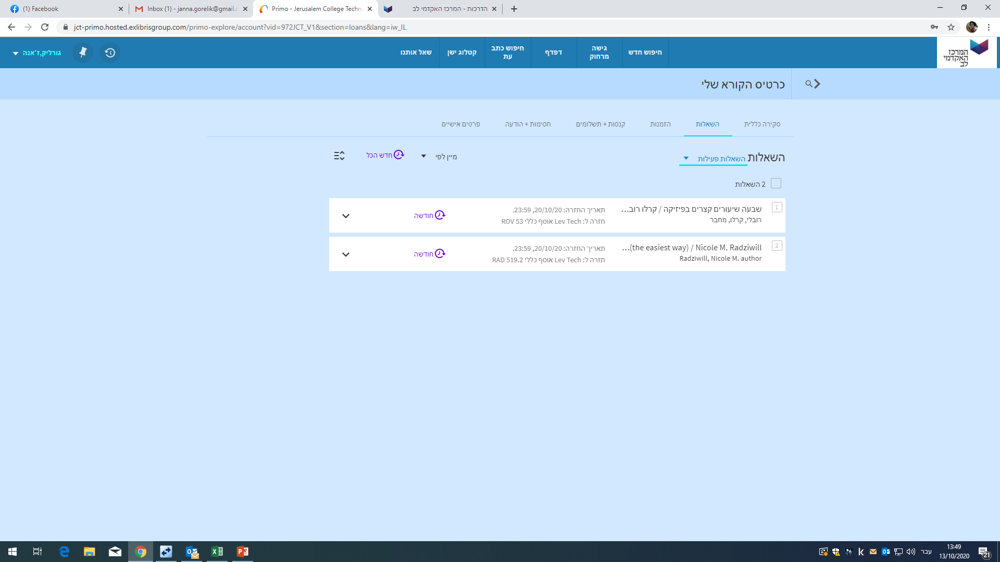 (1) Facebook
Inbox (1) - janna.gorelik@gmail.c
Primo - Jerusalem College Techn
הדרכות - המרכז האקדמי לב
jct-primo.hosted.exlibrisgroup.com/primo-explore/account?vid=972JCT_V1&section=loans&lang=iw_IL
המרכז
האקדמי
לב
חיפוש חדש
גישה
מרחוק
דפדף
חיפוש כתב
עת
קטלוג ישן
שאל אותנו
גורליק,ז'אנה
כרטיס הקורא שלי
סקירה כללית
השאלות
הזמנות
קנסות + תשלומים
חסימות + הודעה
פרטים אישיים
השאלות
השאלות פעילות
מיין לפי
חדש הכל
2 השאלות
1
שבעה שיעורים קצרים בפיזיקה / קרלו רוב...
רובלי, קרלו, מחבר
תאריך החזרה: 20/10/20, 23:59.
חזרה ל: Lev Tech אוסף כללי ROV 53
חודשה
2
...(the easiest way) / Nicole M. Radziwill
Radziwill, Nicole M. author
תאריך החזרה: 20/10/20, 23:59.
חזרה ל: Lev Tech אוסף כללי RAD 519.2
חודשה
עבר
13:49
13/10/2020
21